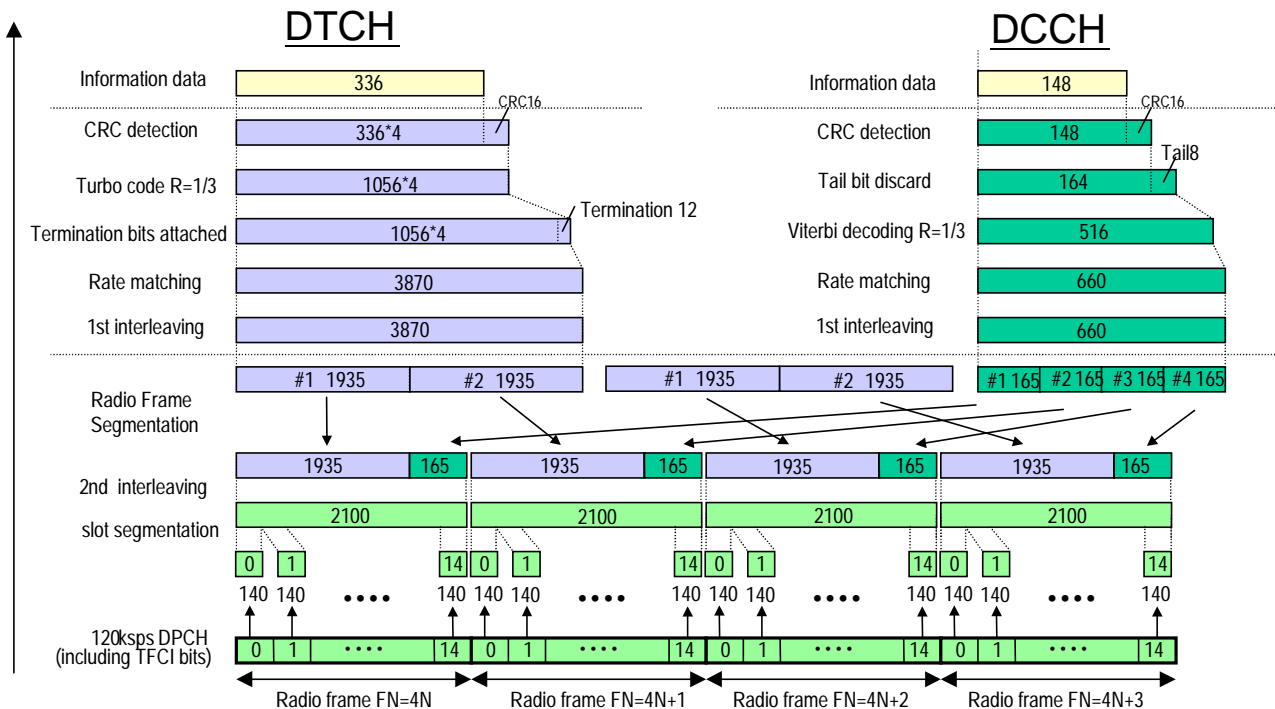 DTCH
DCCH
Information data
336
Information data
148
CRC16
CRC16
CRC detection
336*4
CRC detection
148
Tail8
Turbo code R=1/3
1056*4
Tail bit discard
164
Termination 12
Termination bits attached
1056*4
Viterbi decoding R=1/3
516
Rate matching
3870
Rate matching
660
1st interleaving
3870
1st interleaving
660
Radio Frame
Segmentation
#1 1935
#2 1935
#1 1935
#2 1935
#1 165
#2 165
#3 165
#4 165
1935
165
1935
165
1935
165
1935
165
2nd interleaving
slot segmentation
2100
2100
2100
2100
0
1
14
0
1
14
0
1
14
0
1
14
140
140
••••
140
140
140
••••
140
140
140
••••
140
140
140
••••
140
120ksps DPCH
(including TFCI bits)
0
1
••••
14
0
1
••••
14
0
1
••••
14
0
1
••••
14
Radio frame FN=4N
Radio frame FN=4N+1
Radio frame FN=4N+2
Radio frame FN=4N+3